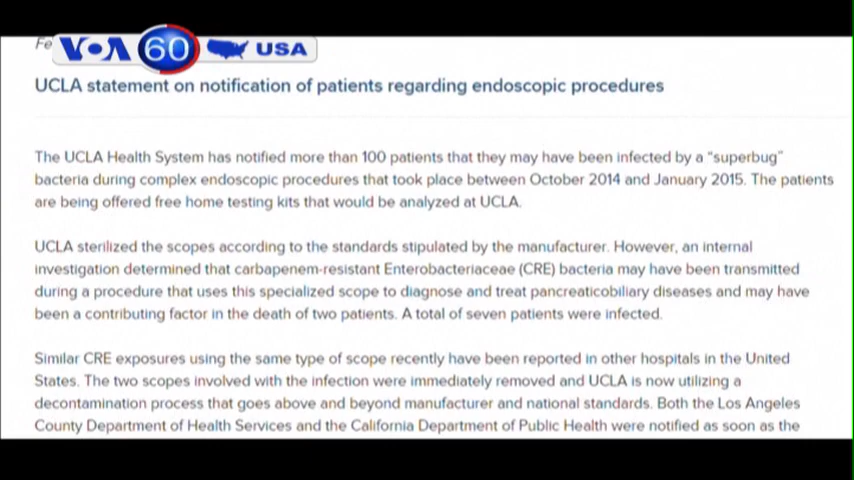 Fe
VOA 60 USA
UCLA statement on notification of patients regarding endoscopic procedures
The UCLA Health System has notified more than 100 patients that they may have been infected by a "superbug"
bacteria during complex endoscopic procedures that took place between October 2014 and January 2015. The patients
are being offered free home testing kits that would be analyzed at UCLA.
UCLA sterilized the scopes according to the standards stipulated by the manufacturer. However, an internal
investigation determined that carbapenem-resistant Enterobacteriaceae (CRE) bacteria may have been transmitted
during a procedure that uses this specialized scope to diagnose and treat pancreaticobiliary diseases and may have
been a contributing factor in the death of two patients. A total of seven patients were infected.
Similar CRE exposures using the same type of scope recently have been reported in other hospitals in the United
States. The two scopes involved with the infection were immediately removed and UCLA is now utilizing a
decontamination process that goes above and beyond manufacturer and national standards. Both the Los Angeles
County Department of Health Services and the California Department of Public Health were notified as soon as the